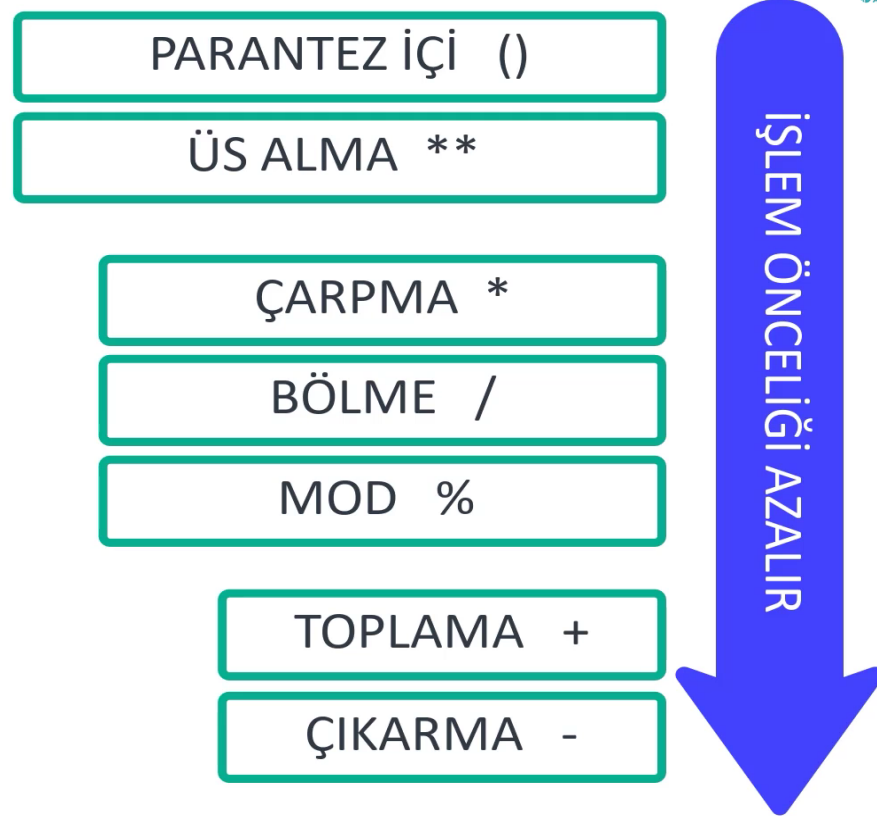 PARANTEZ İÇİ ()
ÜS ALMA **
ÇARPMA *
BÖLME /
MOD %
TOPLAMA +
ÇIKARMA -
İŞLEM ÖNCELİĞİ AZALIR